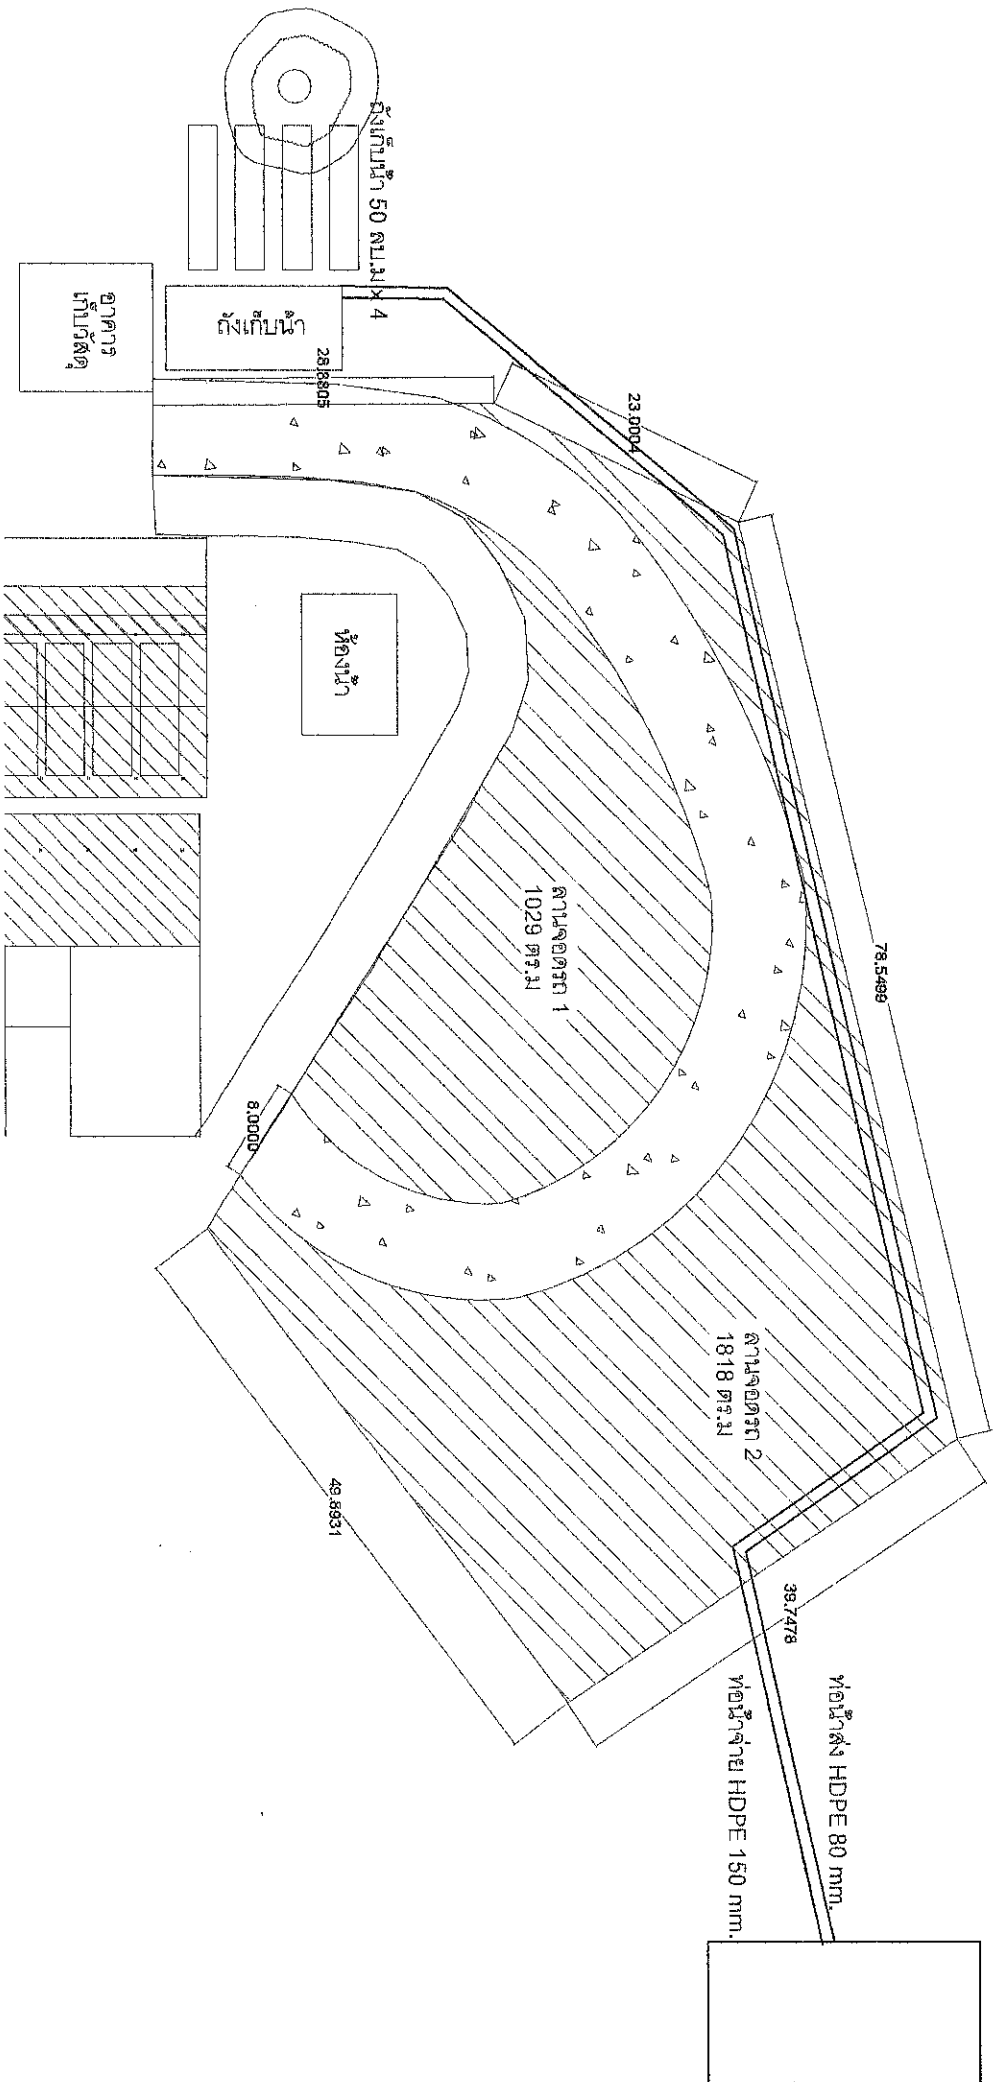 ถังเก็บน้ำ 50 ลบ.ม x 4
ถังเก็บน้ำ
อาคาร
เก็บวัสดุ
28.8805
23.0004
ห้องน้ำ
78.5499
ลานจอดรถ 1
1029 ตร.ม
8.0000
ลานจอดรถ 2
1818 ตร.ม
49.8931
39.7478
ท่อน้ำส่ง HDPE 80 mm.
ท่อน้ำจ่าย HDPE 150 mm.